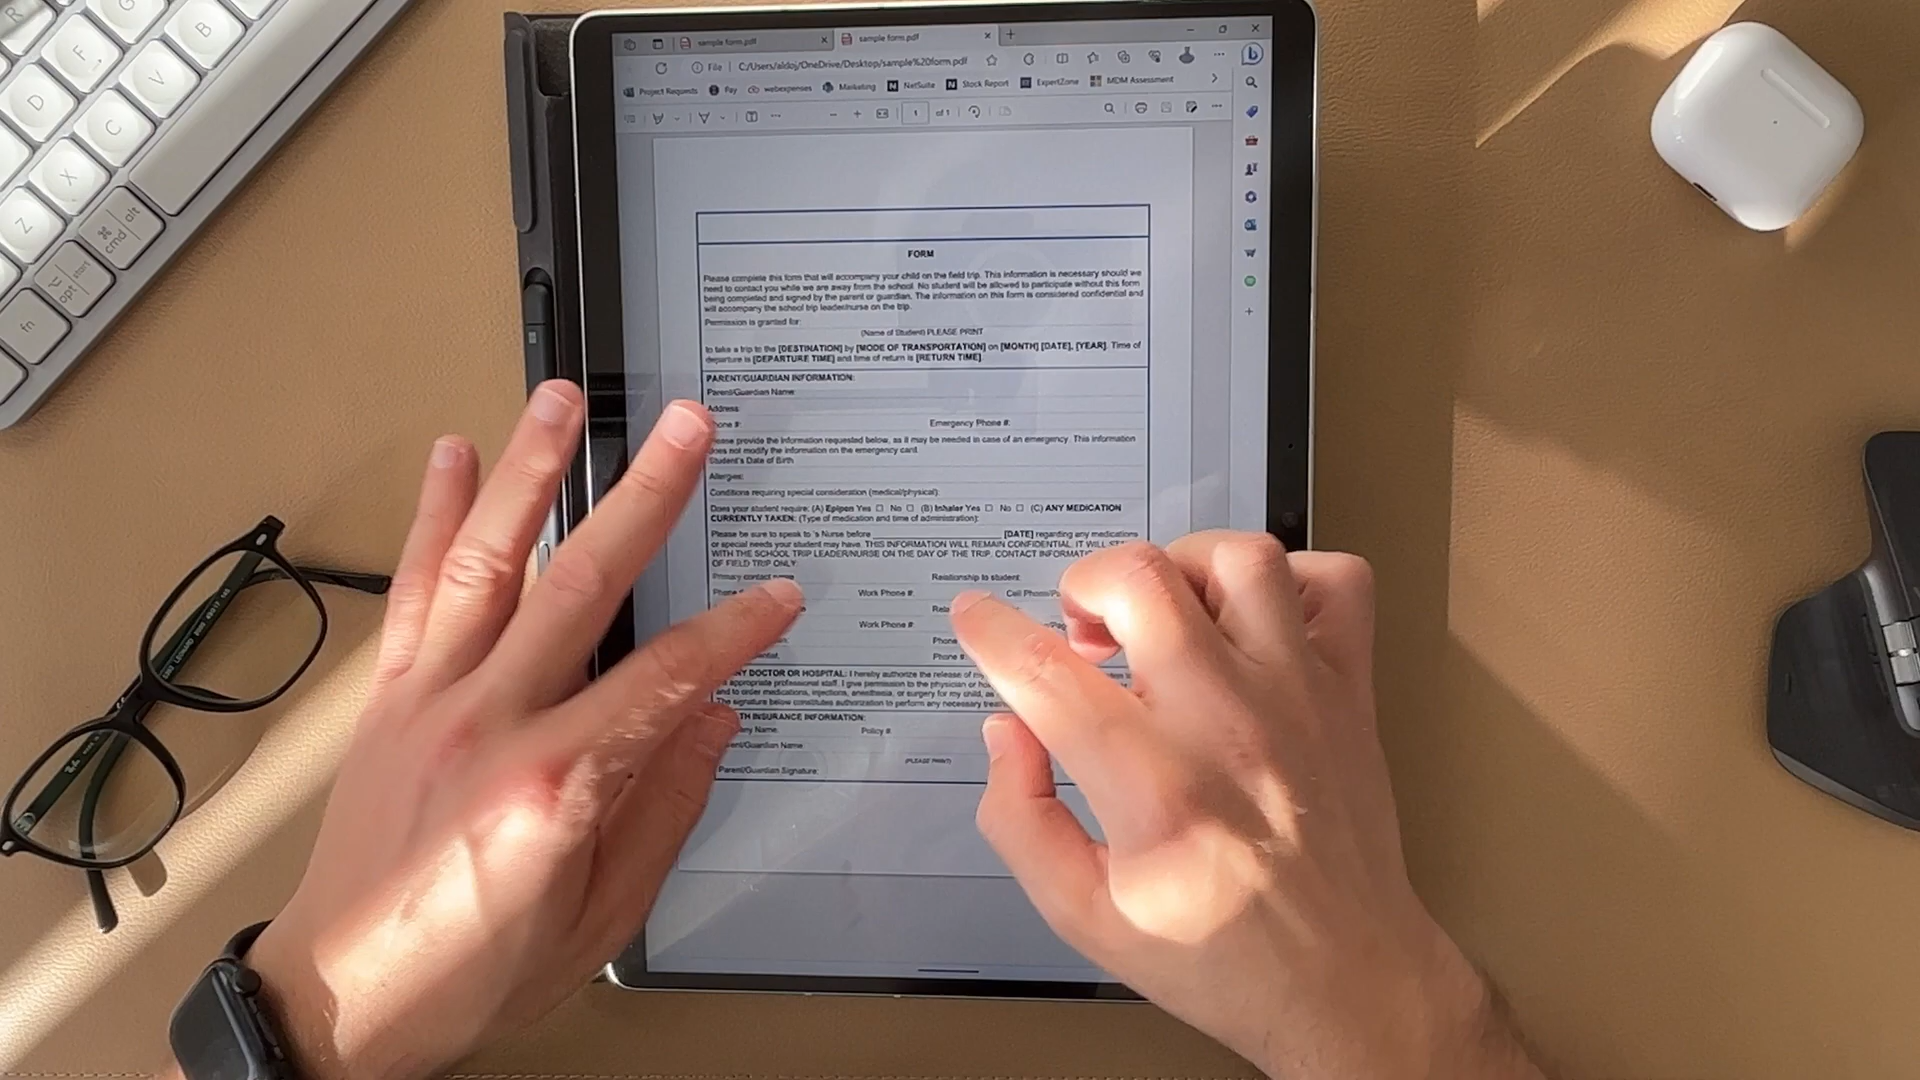 sample form.pdf
sample form.pdf
File C:/Users/aldoj/OneDrive/Desktop/sample%20form.pdf
Project Requests Pay webexpenses Marketing NetSuite Stock Report ExpertZone MDM Assessment
1 of 1
FORM
Please complete this form that will accompany your child on the field trip. This information is necessary should we
need to contact you while we are away from the school. No student will be allowed to participate without this form
being completed and signed by the parent or guardian. The information on this form is considered confidential and
will accompany the school trip leader/nurse on the trip.
Permission is granted for:
(Name of Student) PLEASE PRINT
to take a trip to the [DESTINATION] by [MODE OF TRANSPORTATION] on [MONTH] [DATE], [YEAR]. Time of
departure is [DEPARTURE TIME] and time of return is [RETURN TIME].
PARENT/GUARDIAN INFORMATION:
Parent/Guardian Name
Address:
hone #: Emergency Phone #:
lease provide the information requested below, as it may be needed in case of an emergency. This information
does not modify the information on the emergency card.
Student's Date of Birth
Allergies:
Conditions requiring special consideration (medical/physical):
Does your student require: (A) Epipen Yes ☐ No ☐ (B) Inhaler Yes ☐ No ☐ (C) ANY MEDICATION
CURRENTLY TAKEN: (Type of medication and time of administration):
Please be sure to speak to 's Nurse before ____ [DATE] regarding any medications
or special needs your student may have. THIS INFORMATION WILL REMAIN CONFIDENTIAL. IT WILL
WITH THE SCHOOL TRIP LEADER/NURSE ON THE DAY OF THE TRIP. CONTACT
OF FIELD TRIP ONLY
Primary contact Relationship to student:
Phone Work Phone #: Cell
Work Phone #:
Phone
Phone #
DOCTOR OR HOSPITAL: I hereby authorize the release of
appropriate professional staff. I give permission to the physician or
and to order medications, injections, anesthesia, or surgery for my child, as
The signature below constitutes authorization to perform any necessary
INSURANCE INFORMATION:
Name Policy #
Parent/Guardian Name
(PLEASE PRINT)
Parent/Guardian Signature:
R
F
B
D
V
C
X
Z
⌘ alt
cmd
⌥ start
opt
fn